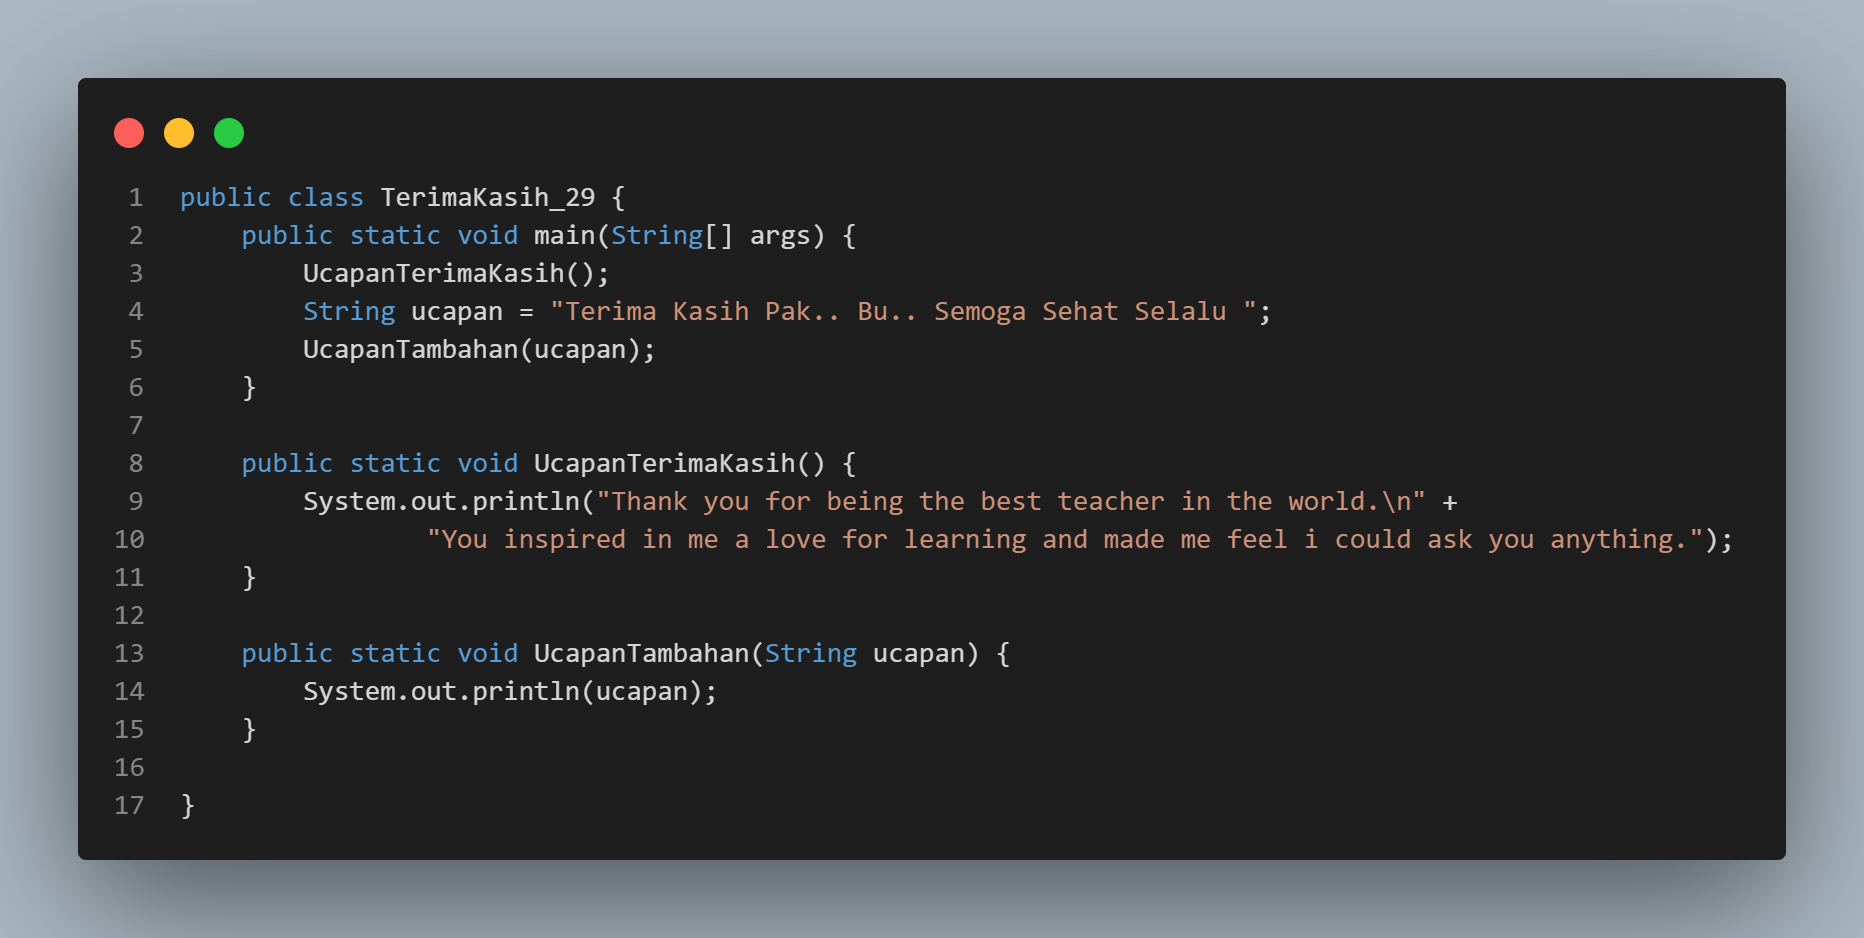 1 public class TerimaKasih_29 {
2     public static void main(String[] args) {
3         UcapanTerimaKasih();
4         String ucapan = "Terima Kasih Pak.. Bu.. Semoga Sehat Selalu ";
5         UcapanTambahan(ucapan);
6     }
7
8     public static void UcapanTerimaKasih() {
9         System.out.println("Thank you for being the best teacher in the world.\n" +
10                 "You inspired in me a love for learning and made me feel i could ask you anything.");
11     }
12
13     public static void UcapanTambahan(String ucapan) {
14         System.out.println(ucapan);
15     }
16
17 }